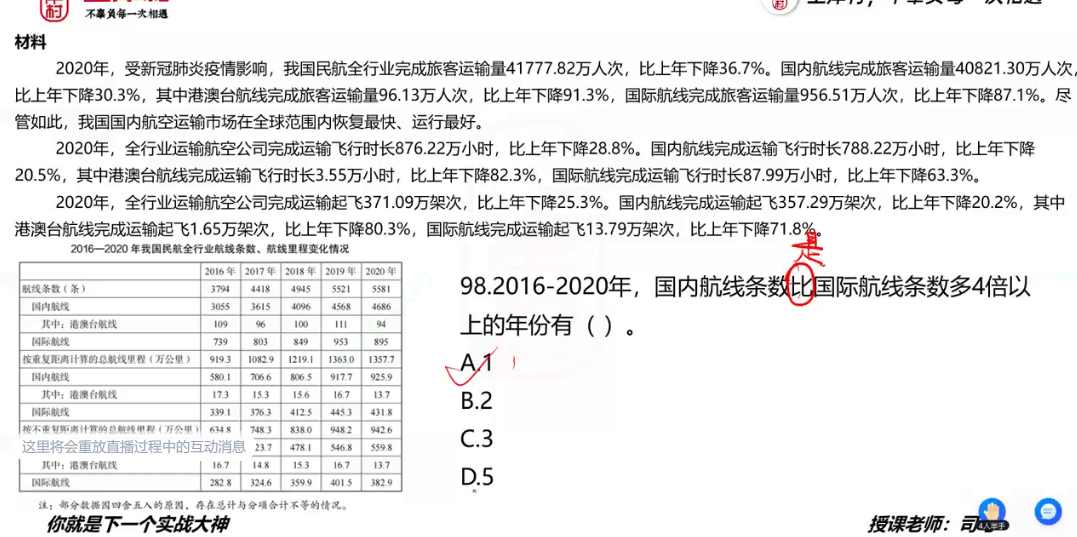 村
不辜负每一次相遇
村
材料
2020年，受新冠肺炎疫情影响，我国民航全行业完成旅客运输量41777.82万人次，比上年下降36.7%。国内航线完成旅客运输量40821.30万人次，
比上年下降30.3%，其中港澳台航线完成旅客运输量96.13万人次，比上年下降91.3%，国际航线完成旅客运输量956.51万人次，比上年下降87.1%。尽
管如此，我国国内航空运输市场在全球范围内恢复最快、运行最好。
2020年，全行业运输航空公司完成运输飞行时长876.22万小时，比上年下降28.8%。国内航线完成运输飞行时长788.22万小时，比上年下降
20.5%，其中港澳台航线完成运输飞行时长3.55万小时，比上年下降82.3%，国际航线完成运输飞行时长87.99万小时，比上年下降63.3%。
2020年，全行业运输航空公司完成运输起飞371.09万架次，比上年下降25.3%。国内航线完成运输起飞357.29万架次，比上年下降20.2%，其中
港澳台航线完成运输起飞1.65万架次，比上年下降80.3%，国际航线完成运输起飞13.79万架次，比上年下降71.8%。
2016—2020 年我国民航全行业航线条数、航线里程变化情况
2016 年 2017 年 2018 年 2019 年 2020 年
航线条数（条） 3794 4418 4945 5521 5581
国内航线 3055 3615 4096 4568 4686
其中：港澳台航线 109 96 100 111 94
国际航线 739 803 849 953 895
按重复距离计算的总航线里程（万公里） 919.3 1082.9 1219.1 1363.0 1357.7
国内航线 580.1 706.6 806.5 917.7 925.9
其中：港澳台航线 17.3 15.3 15.6 16.7 13.7
国际航线 339.1 376.3 412.5 445.3 431.8
按不重复距离计算的总航线里程（万公里） 634.8 748.3 838.0 948.2 942.6
这里将会重放直播过程中的互动消息 23.7 478.1 546.8 559.8
其中：港澳台航线 16.7 14.8 15.3 16.7 13.7
国际航线 282.8 324.6 359.9 401.5 382.9
注：部分数据因四舍五入的原因，存在总计与分项合计不等的情况。
是
98.2016-2020年，国内航线条数比国际航线条数多4倍以
上的年份有（ ）。
A.1
B.2
C.3
D.5
你就是下一个实战大神
授课老师：司
4人举手